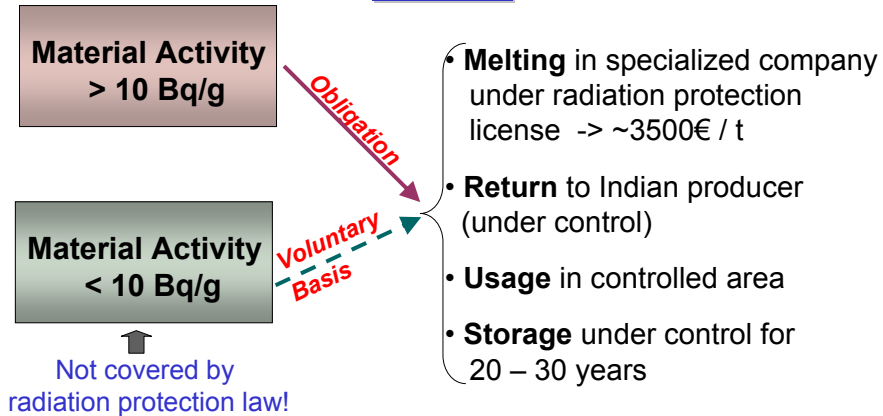 Material Activity
> 10 Bq/g
Obligation
Material Activity
< 10 Bq/g
Voluntary
Basis
Not covered by
radiation protection law!
• Melting in specialized company
under radiation protection
license -> ~3500€ / t
• Return to Indian producer
(under control)
• Usage in controlled area
• Storage under control for
20 – 30 years